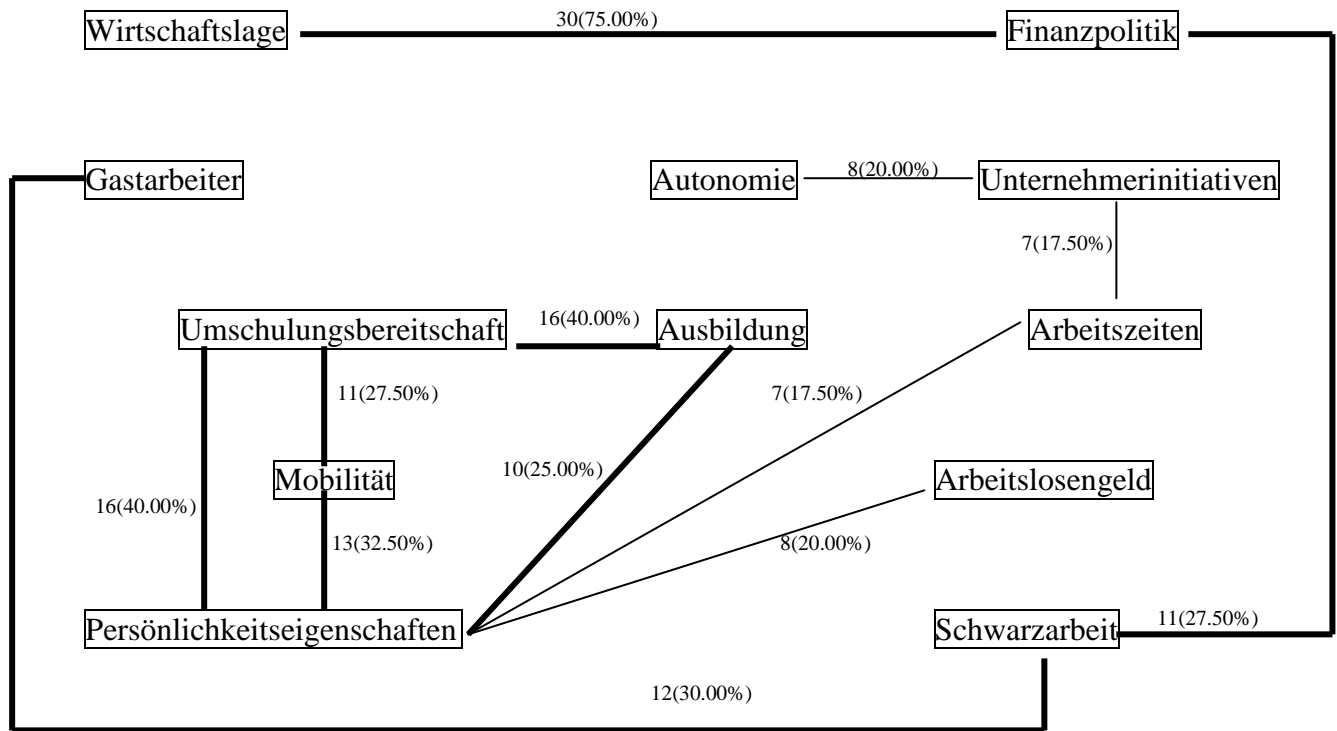 30(75.00%)
Wirtschaftslage
Finanzpolitik
Gastarbeiter
Autonomie
8(20.00%)
Unternehmerinitiativen
7(17.50%)
Umschulungsbereitschaft
16(40.00%)
Ausbildung
Arbeitszeiten
11(27.50%)
7(17.50%)
10(25.00%)
Mobilität
Arbeitslosengeld
16(40.00%)
13(32.50%)
8(20.00%)
Persönlichkeitseigenschaften
Schwarzarbeit
11(27.50%)
12(30.00%)